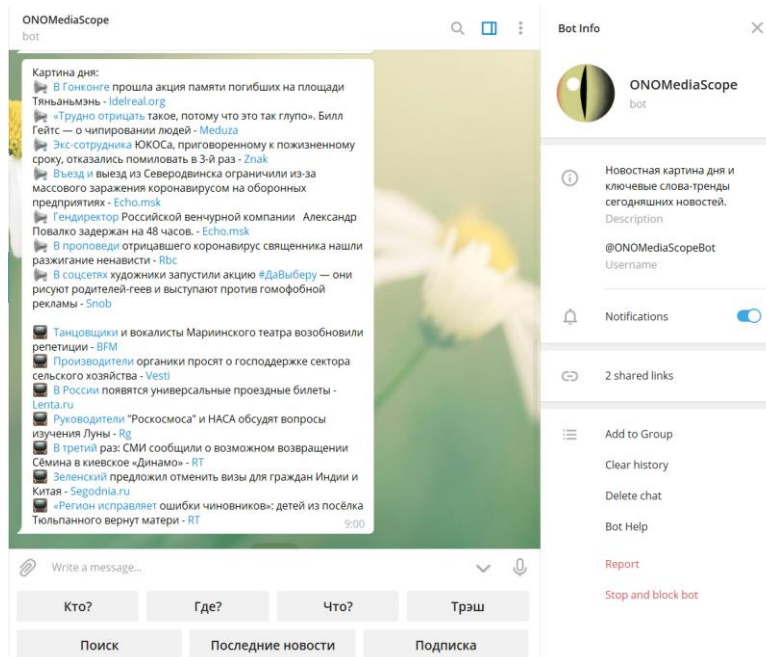 ONOMediaScope
bot
Картина дня:
В Гонконге прошла акция памяти погибших на площади
Тяньаньмэнь - Idelreal.org
«Трудно отрицать такое, потому что это так глупо». Билл
Гейтс — о чипировании людей - Meduza
Экс-сотрудника ЮКОСа, приговоренному к пожизненному
сроку, отказались помиловать в 3-й раз - Znak
Въезд и выезд из Северодвинска ограничили из-за
массового заражения коронавирусом на оборонных
предприятиях - Echo.msk
Гендиректор Российской венчурной компании Александр
Повалко задержан на 48 часов. - Echo.msk
В проповеди отрицавшего коронавирус священника нашли
разжигание ненависти - Rbc
В соцсетях художники запустили акцию #ДаВыберу — они
рисуют родителей-геев и выступают против гомофобной
рекламы - Snob
Танцовщики и вокалисты Мариинского театра возобновили
репетиции - BFM
Производители органики просят о господдержке сектора
сельского хозяйства - Vesti
В России появятся универсальные проездные билеты -
Lenta.ru
Руководители "Роскосмоса" и НАСА обсудят вопросы
изучения Луны - Rg
В третий раз: СМИ сообщили о возможном возвращении
Сёмина в киевское «Динамо» - RT
Зеленский предложил отменить визы для граждан Индии и
Китая - Segodnia.ru
«Регион исправляет ошибки чиновников»: детей из посёлка
Тюльпанного вернут матери - RT
9:00
Write a message...
Кто? Где? Что? Трэш
Поиск Последние новости Подписка
Bot Info
ONOMediaScope
bot
Новостная картина дня и
ключевые слова-тренды
сегодняшних новостей.
Description
@ONOMediaScopeBot
Username
Notifications
2 shared links
Add to Group
Clear history
Delete chat
Bot Help
Report
Stop and block bot